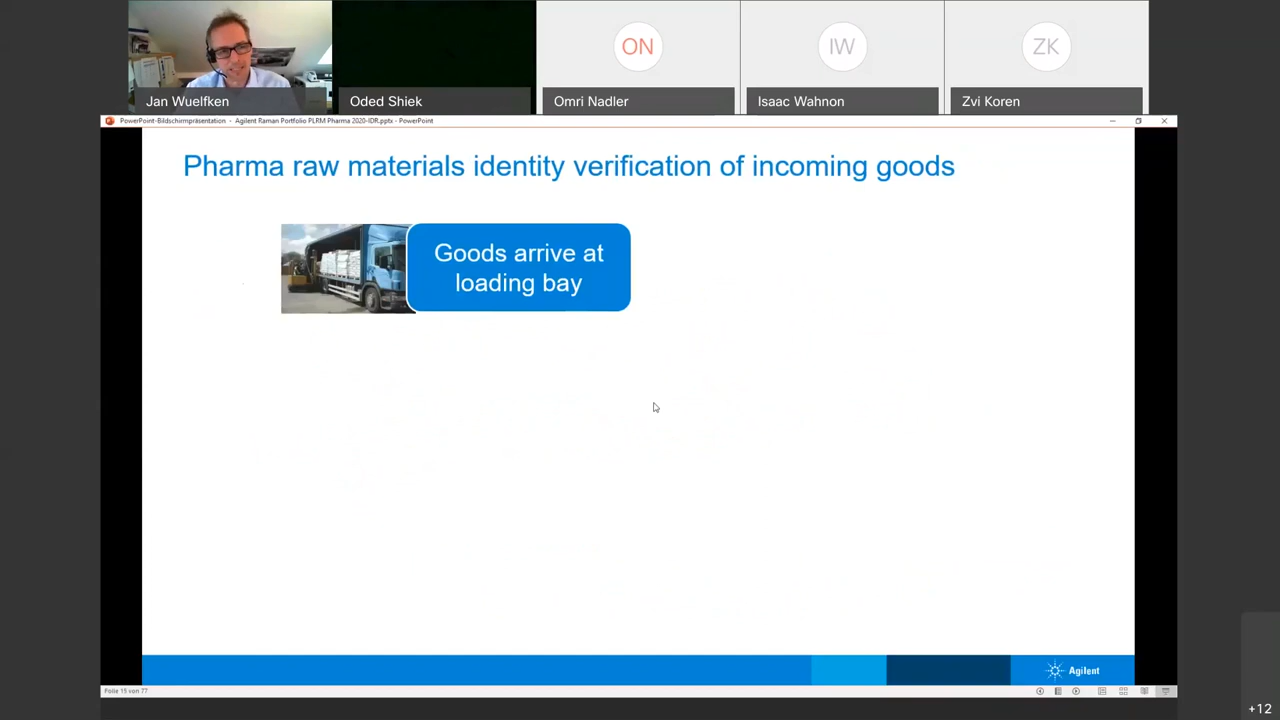 ON
IW
ZK
Jan Wuelfken
Oded Shiek
Omri Nadler
Isaac Wahnon
Zvi Koren
PowerPoint-Bildschirmpräsentation - Agilent Raman Portfolio PLRM Pharma 2020-IDR.pptx - PowerPoint
Pharma raw materials identity verification of incoming goods
Goods arrive at
loading bay
Agilent
Folie 15 von 77
+12